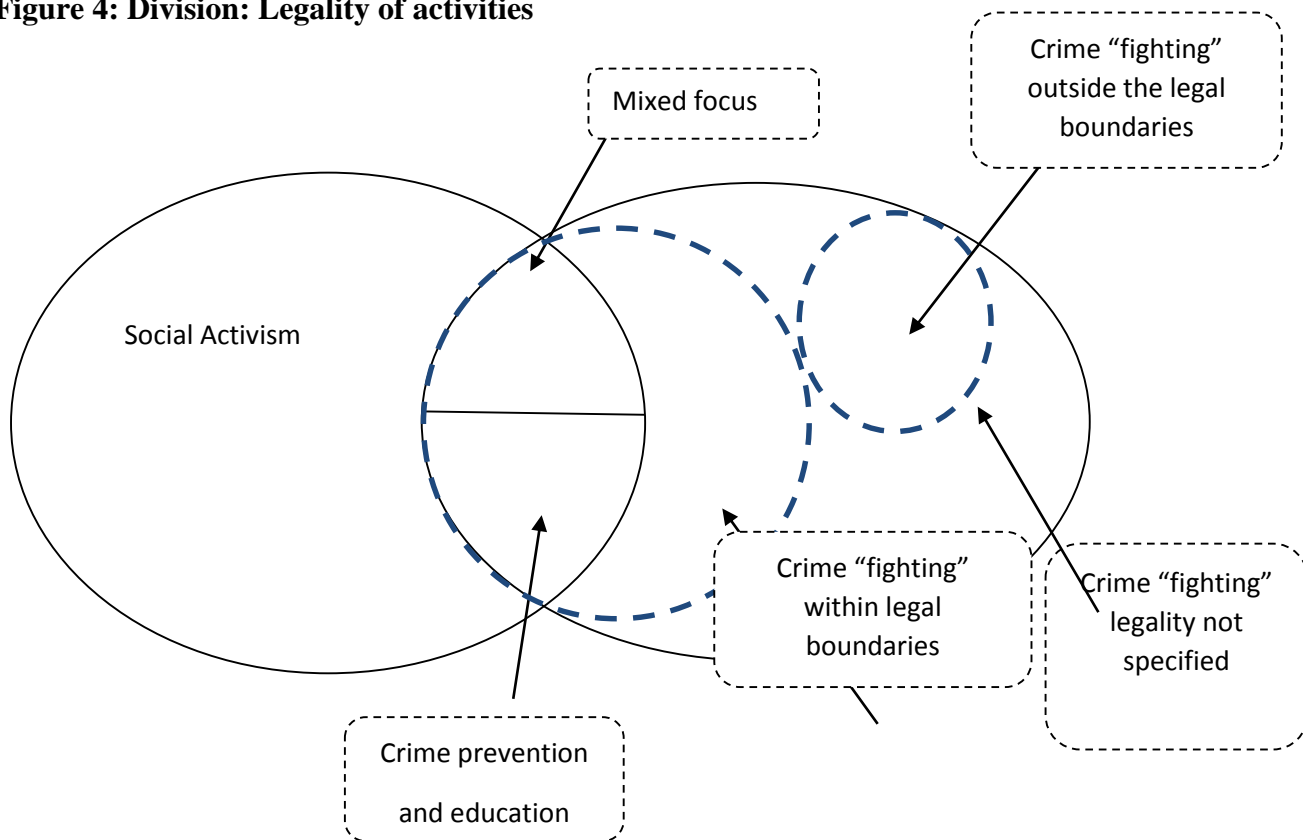 Figure 4: Division: Legality of activities
Crime “fighting”
outside the legal
boundaries
Mixed focus
Social Activism
Crime “fighting”
within legal
boundaries
Crime “fighting”
legality not
specified
Crime prevention
and education